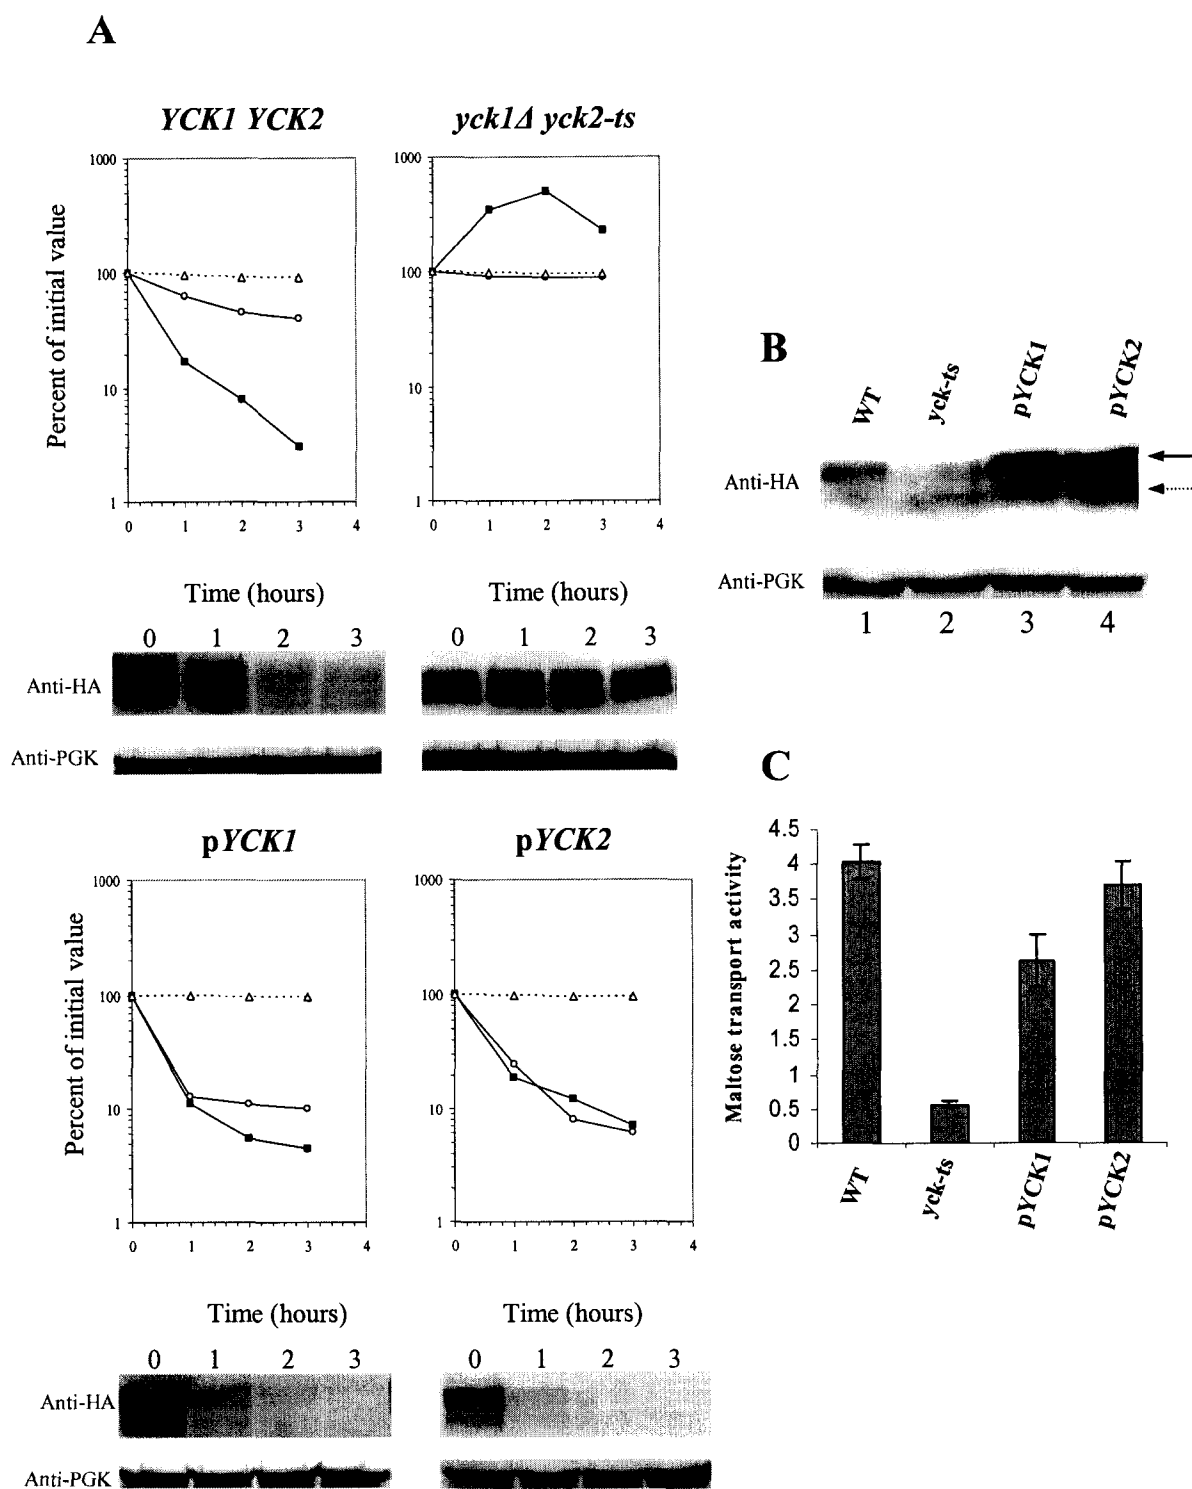 A
YCK1 YCK2
yck1Δ yck2-ts
Percent of initial value
1000
100
10
1
0 1 2 3 4
Time (hours)
1000
100
10
1
0 1 2 3 4
Time (hours)
0 1 2 3
0 1 2 3
Anti-HA
Anti-PGK
B
WT
yck-ts
pYCK1
pYCK2
Anti-HA
Anti-PGK
1 2 3 4
pYCK1
pYCK2
Percent of initial value
1000
100
10
1
0 1 2 3 4
Time (hours)
1000
100
10
1
0 1 2 3 4
Time (hours)
0 1 2 3
0 1 2 3
Anti-HA
Anti-PGK
C
Maltose transport activity
4.5
4
3.5
3
2.5
2
1.5
1
0.5
0
WT
yck-ts
pYCK1
pYCK2